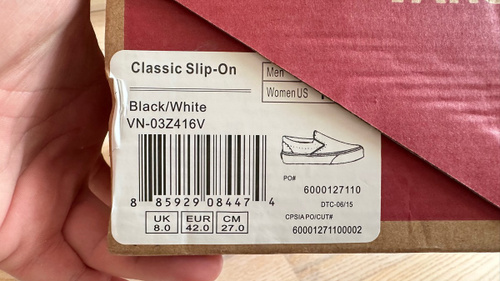 Classic Slip-On
Men
Women US
Black/White
VN-03Z416V
8 85929 08447 4
PO#
6000127110
DTC-06/15
CPSIA PO/CUT#
60001271100002
UK EUR CM
8.0 42.0 27.0